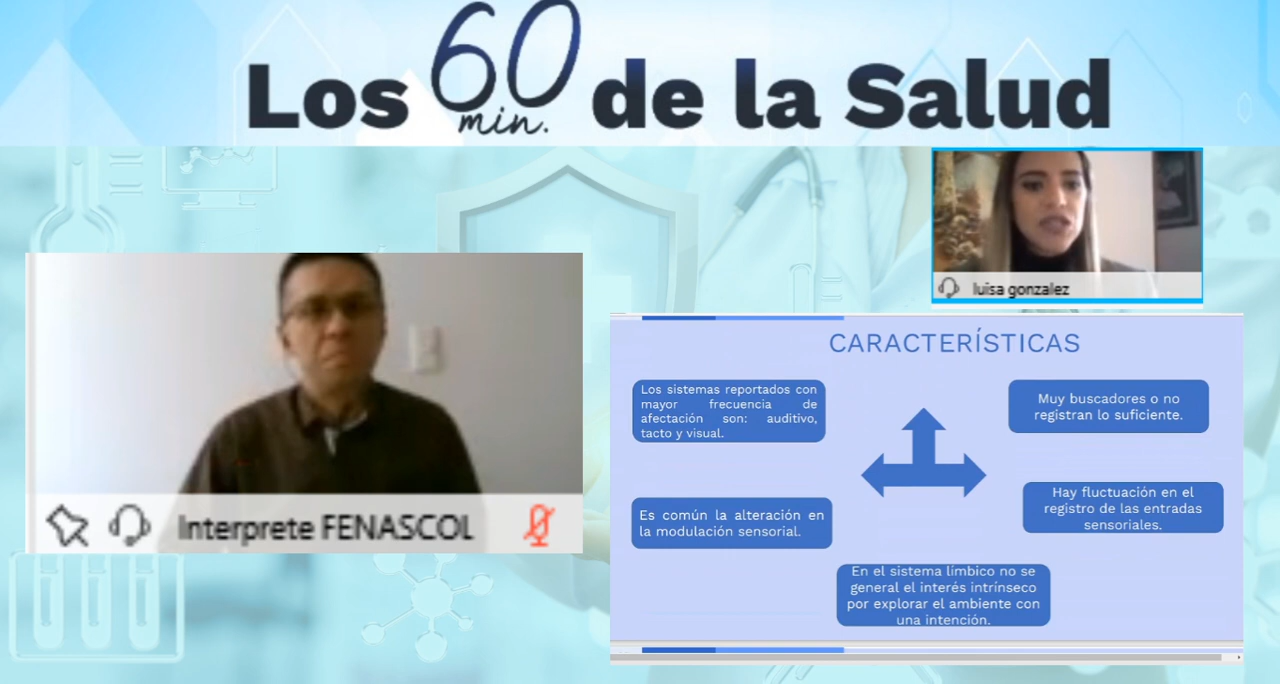 Los 60 min. de la Salud
luisa gonzalez
Interprete FENASCOL
CARACTERÍSTICAS
Los sistemas reportados con
mayor frecuencia de
afectación son: auditivo,
tacto y visual.
Muy buscadores o no
registran lo suficiente.
Es común la alteración en
la modulación sensorial.
Hay fluctuación en el
registro de las entradas
sensoriales.
En el sistema límbico no se
general el interés intrínseco
por explorar el ambiente con
una intención.